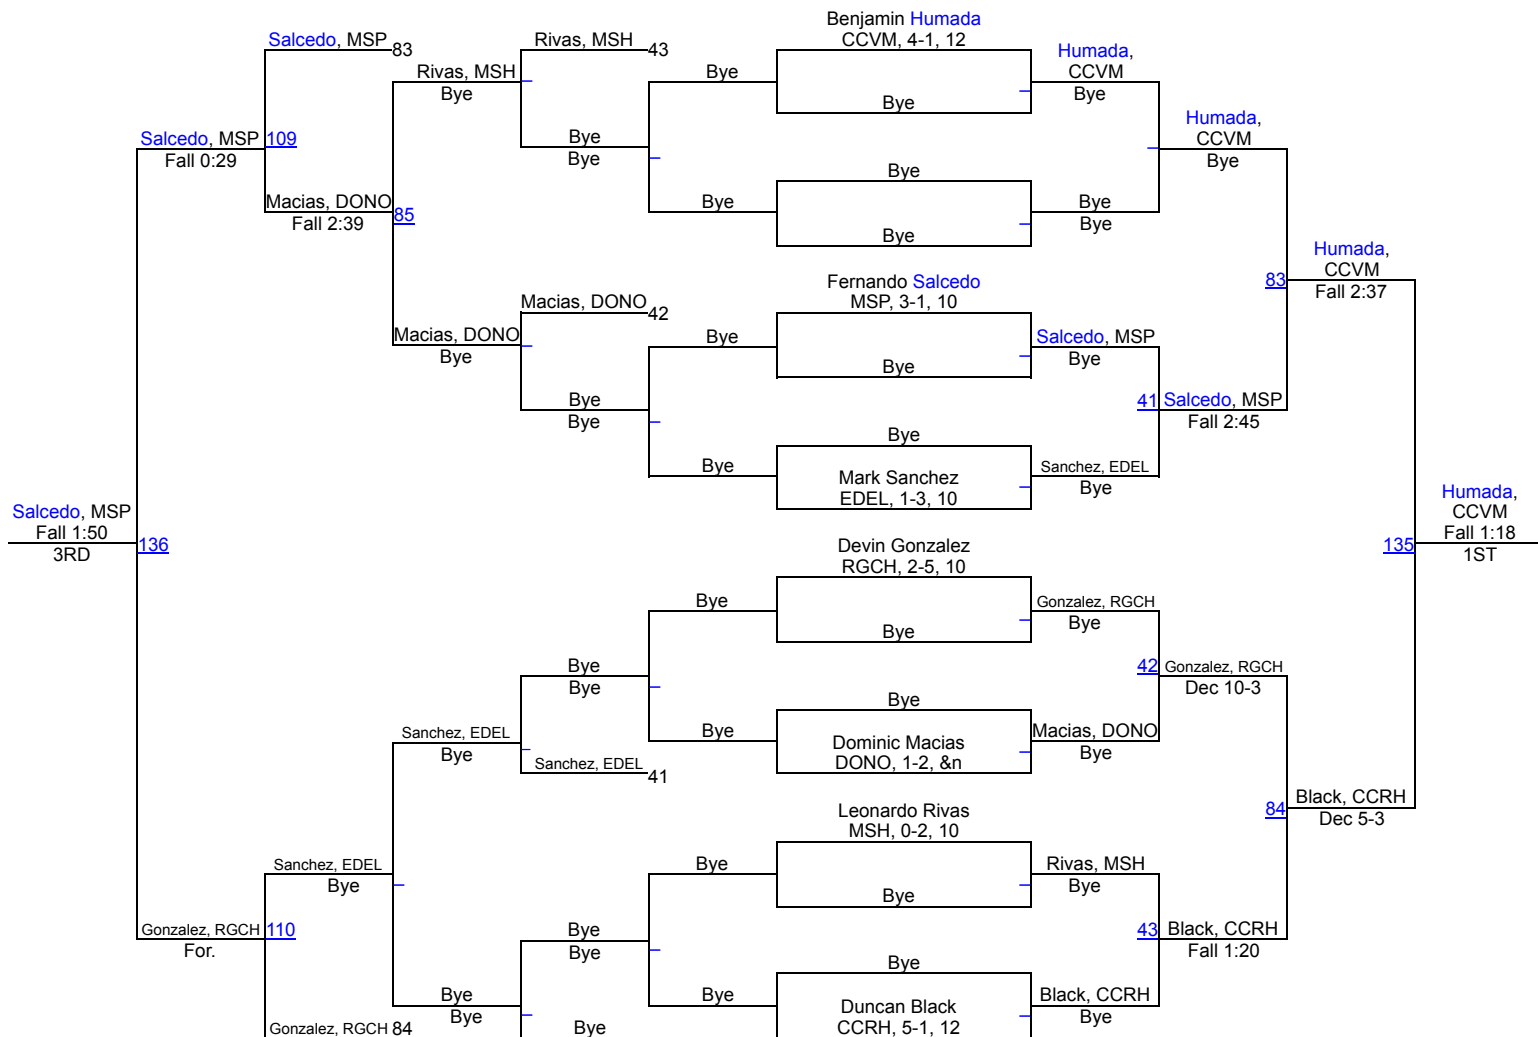 Benjamin Humada
CCVM, 4-1, 12
Salcedo, MSP
83
Rivas, MSH
43
Humada,
CCVM
Bye
Rivas, MSH
Bye
Bye
Bye
Humada,
CCVM
Bye
Salcedo, MSP
109
Fall 0:29
Bye
Bye
Bye
Macias, DONO
Fall 2:39
85
Bye
Bye
Bye
Bye
Humada,
CCVM
Fall 2:37
83
Fernando Salcedo
MSP, 3-1, 10
Macias, DONO
42
Macias, DONO
Bye
Bye
Bye
Salcedo, MSP
Bye
Bye
Bye
41
Salcedo, MSP
Fall 2:45
Bye
Bye
Mark Sanchez
EDEL, 1-3, 10
Sanchez, EDEL
Bye
Salcedo, MSP
Fall 1:50
3RD
136
Humada,
CCVM
Fall 1:18
1ST
135
Devin Gonzalez
RGCH, 2-5, 10
Bye
Bye
Gonzalez, RGCH
Bye
Bye
Bye
42
Gonzalez, RGCH
Dec 10-3
Bye
Sanchez, EDEL
Bye
Bye
Dominic Macias
DONO, 1-2, &n
Macias, DONO
Bye
Sanchez, EDEL
41
Leonardo Rivas
MSH, 0-2, 10
84
Black, CCRH
Dec 5-3
Sanchez, EDEL
Bye
Bye
Bye
Rivas, MSH
Bye
Gonzalez, RGCH
110
For.
Bye
Bye
43
Black, CCRH
Fall 1:20
Bye
Bye
Bye
Bye
Duncan Black
CCRH, 5-1, 12
Black, CCRH
Bye
Gonzalez, RGCH
84
Bye